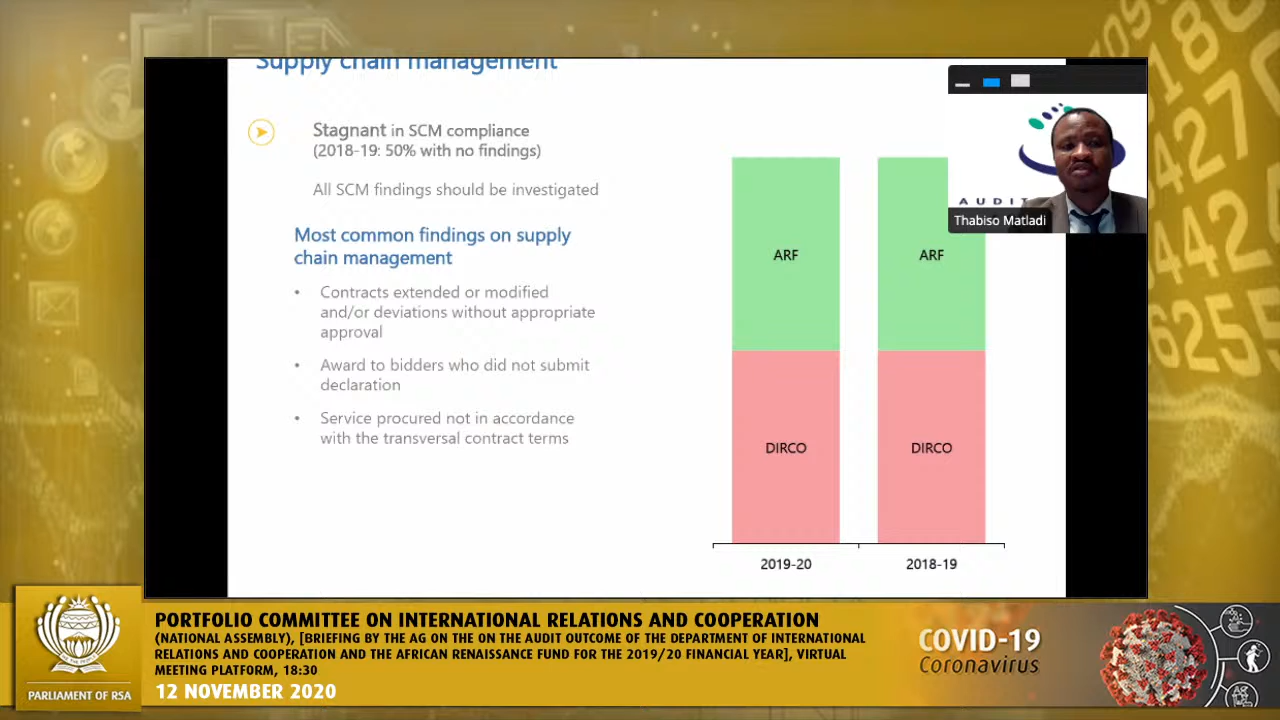 Supply chain management
Stagnant in SCM compliance
(2018-19: 50% with no findings)
All SCM findings should be investigated
Most common findings on supply
chain management
• Contracts extended or modified
and/or deviations without appropriate
approval
• Award to bidders who did not submit
declaration
• Service procured not in accordance
with the transversal contract terms
ARF
ARF
DIRCO
DIRCO
2019-20
2018-19
AUDIT
Thabiso Matladi
PARLIAMENT OF RSA
PORTFOLIO COMMITTEE ON INTERNATIONAL RELATIONS AND COOPERATION
(NATIONAL ASSEMBLY), [BRIEFING BY THE AG ON THE ON THE AUDIT OUTCOME OF THE DEPARTMENT OF INTERNATIONAL
RELATIONS AND COOPERATION AND THE AFRICAN RENAISSANCE FUND FOR THE 2019/20 FINANCIAL YEAR], VIRTUAL
MEETING PLATFORM, 18:30
12 NOVEMBER 2020
COVID-19
Coronavirus